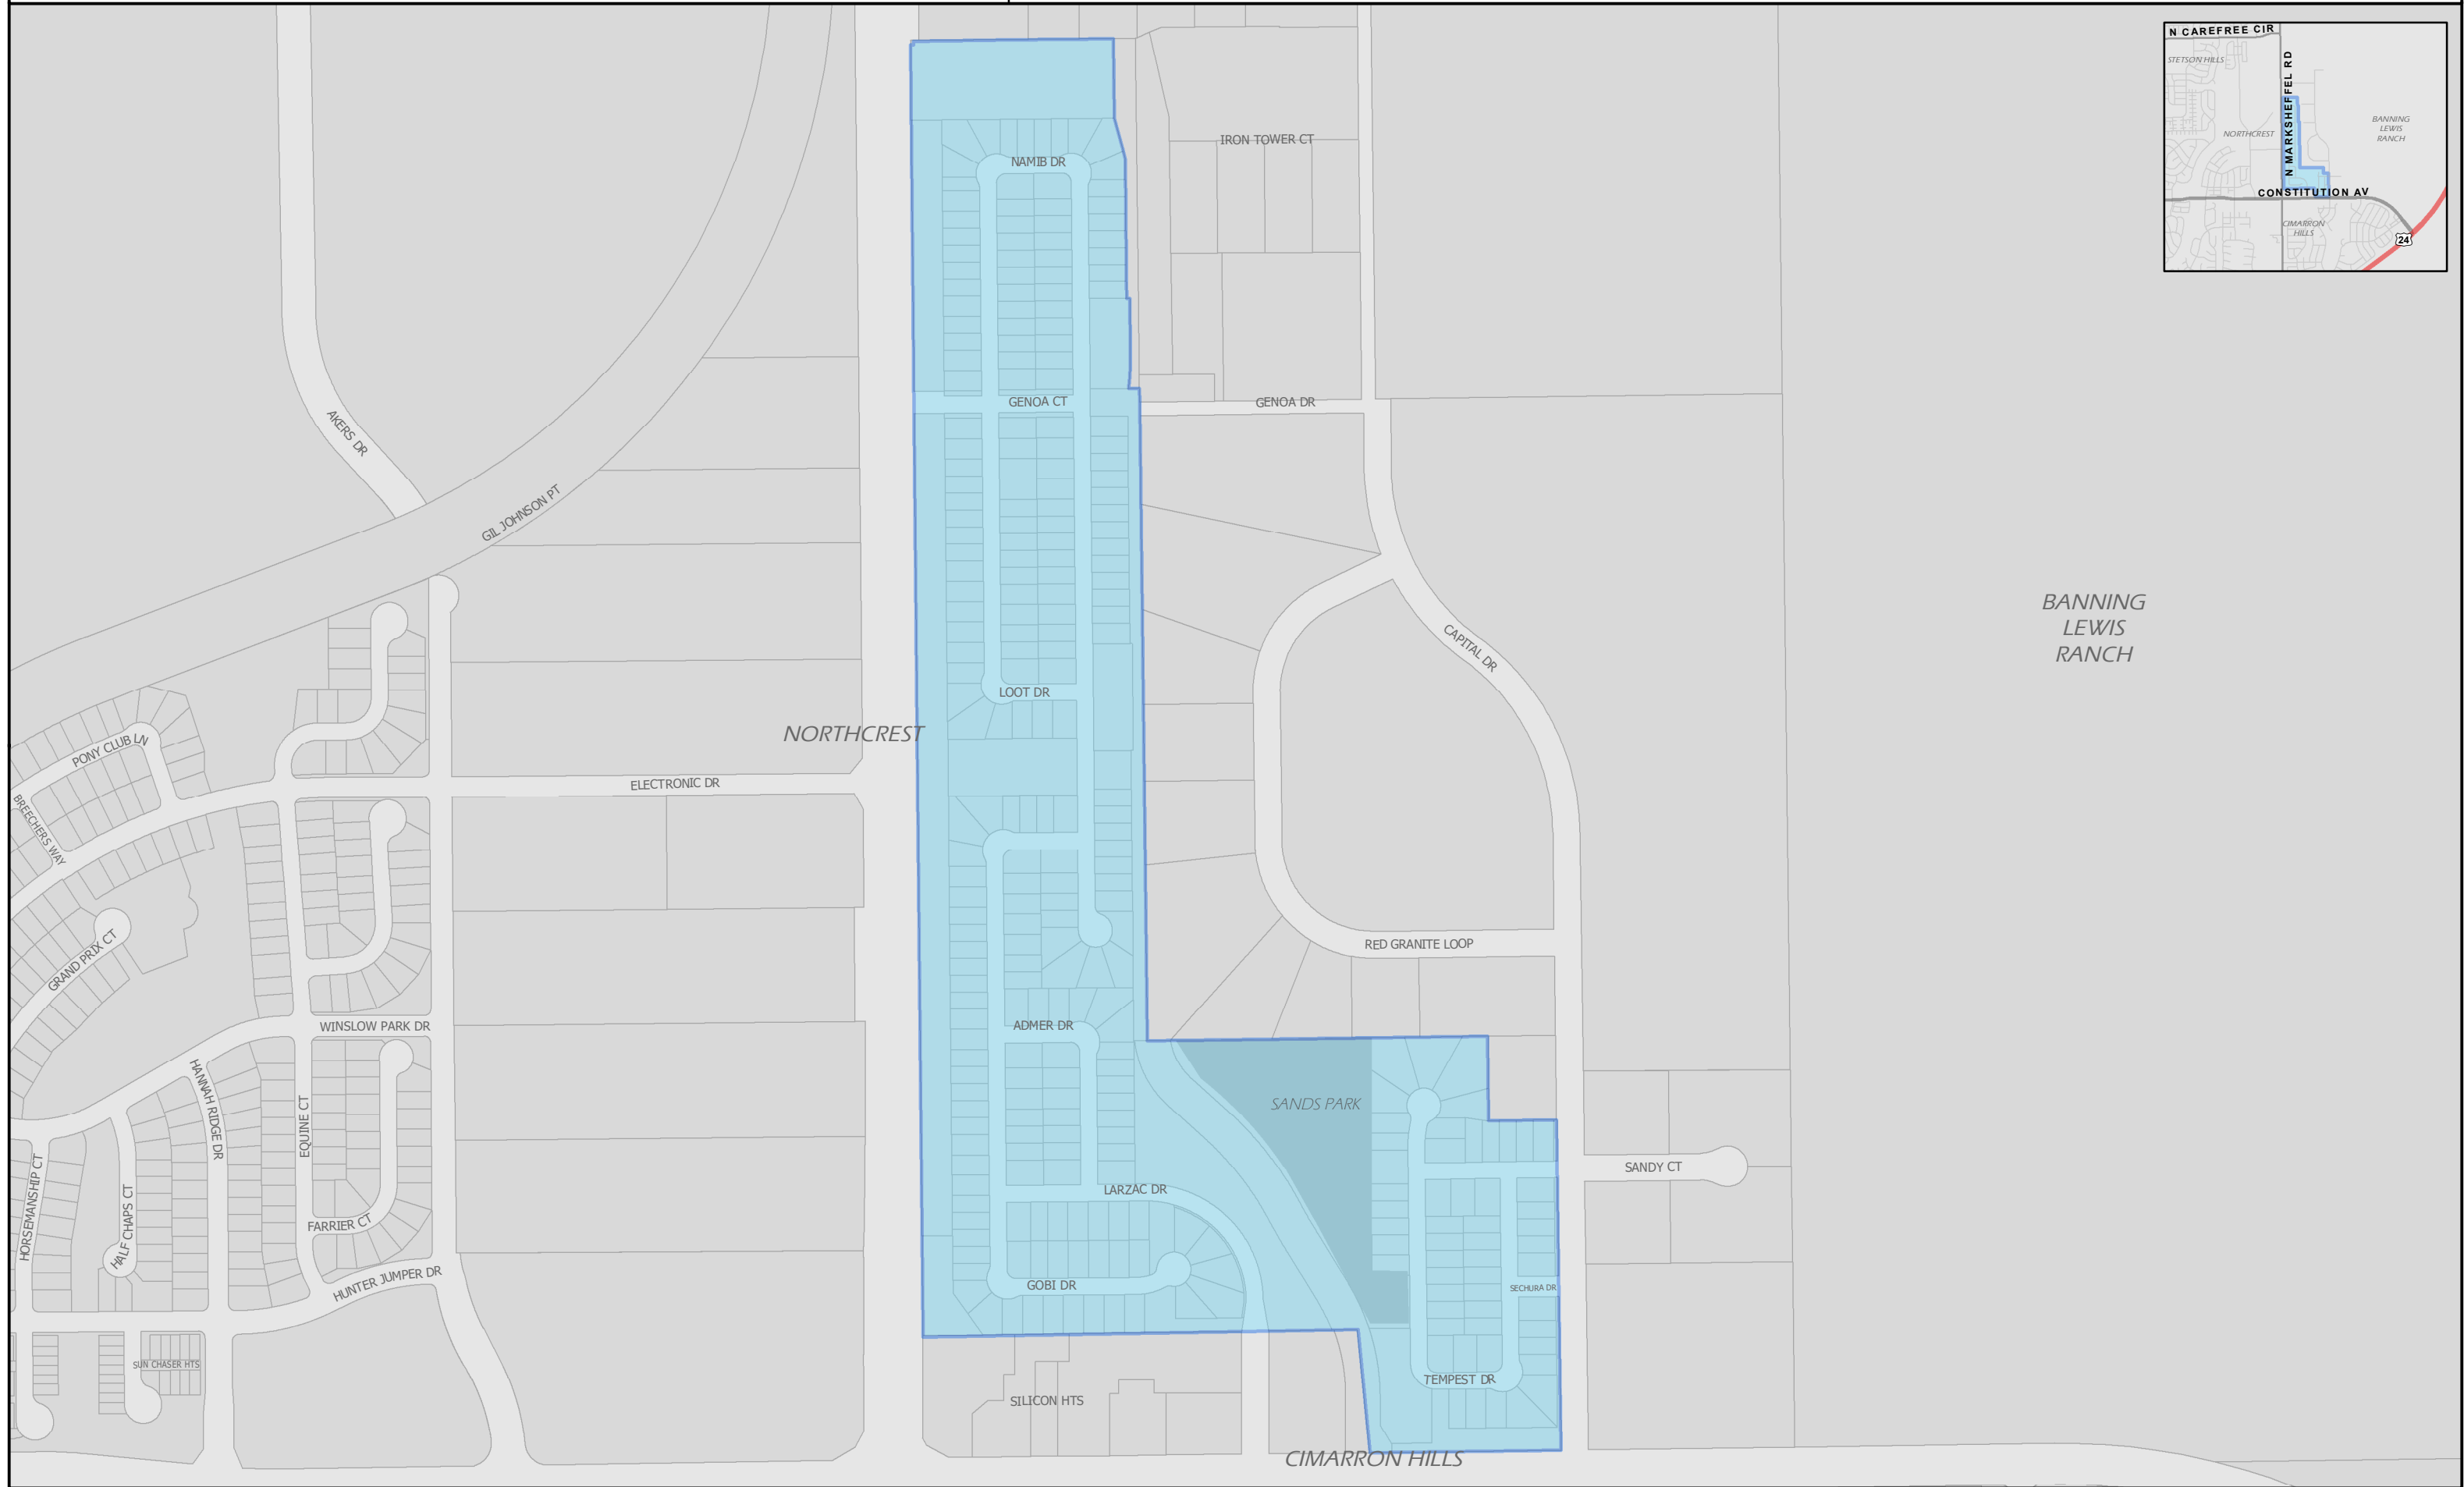 N CAREFREE CIR
STETSON HILLS
N MARKSHEFFEL RD
NORTHCREST
BANNING
LEWIS
RANCH
CONSTITUTION AV
CIMARRON
HILLS
24
IRON TOWER CT
NAMIB DR
GENOA CT
GENOA DR
AKERS DR
GIL JOHNSON PT
BANNING
LEWIS
RANCH
CAPITAL DR
LOOT DR
NORTHCREST
PONY CLUB LN
ELECTRONIC DR
BREECHERS WAY
GRAND PRIX CT
RED GRANITE LOOP
WINSLOW PARK DR
ADMER DR
HANNAH RIDGE DR
EQUINE CT
SANDS PARK
SANDY CT
LARZAC DR
HORSEMANSHIP CT
HALF CHAPS CT
FARRIER CT
HUNTER JUMPER DR
GOBI DR
SECHURA DR
SUN CHASER HTS
TEMPEST DR
SILICON HTS
CIMARRON HILLS